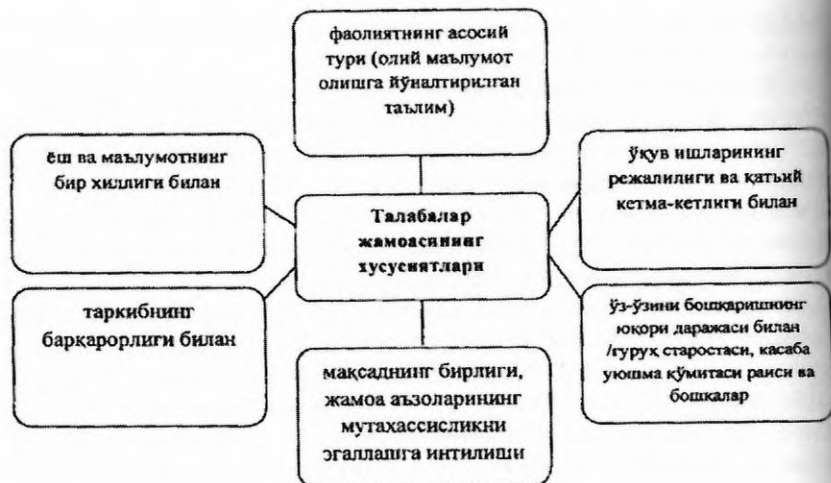 фаолиятнинг асосий
тури (олий маълумот
олишга йўналтирилган
таълим)
ёш ва маълумотнинг
бир хиллиги билан
ўқув ишларининг
режалилиги ва қатъий
кетма-кетлиги билан
Талабалар
жамоасининг
хусусиятлари
таркибнинг
барқарорлиги билан
ўз-ўзини бошқаришнинг
юқори даражаси билан
/гуруҳ старостаси, касаба
уюшма қўмитаси раиси ва
бошқалар
мақсаднинг бирлиги,
жамоа аъзоларининг
мутахассисликни
эгаллашга интилиши